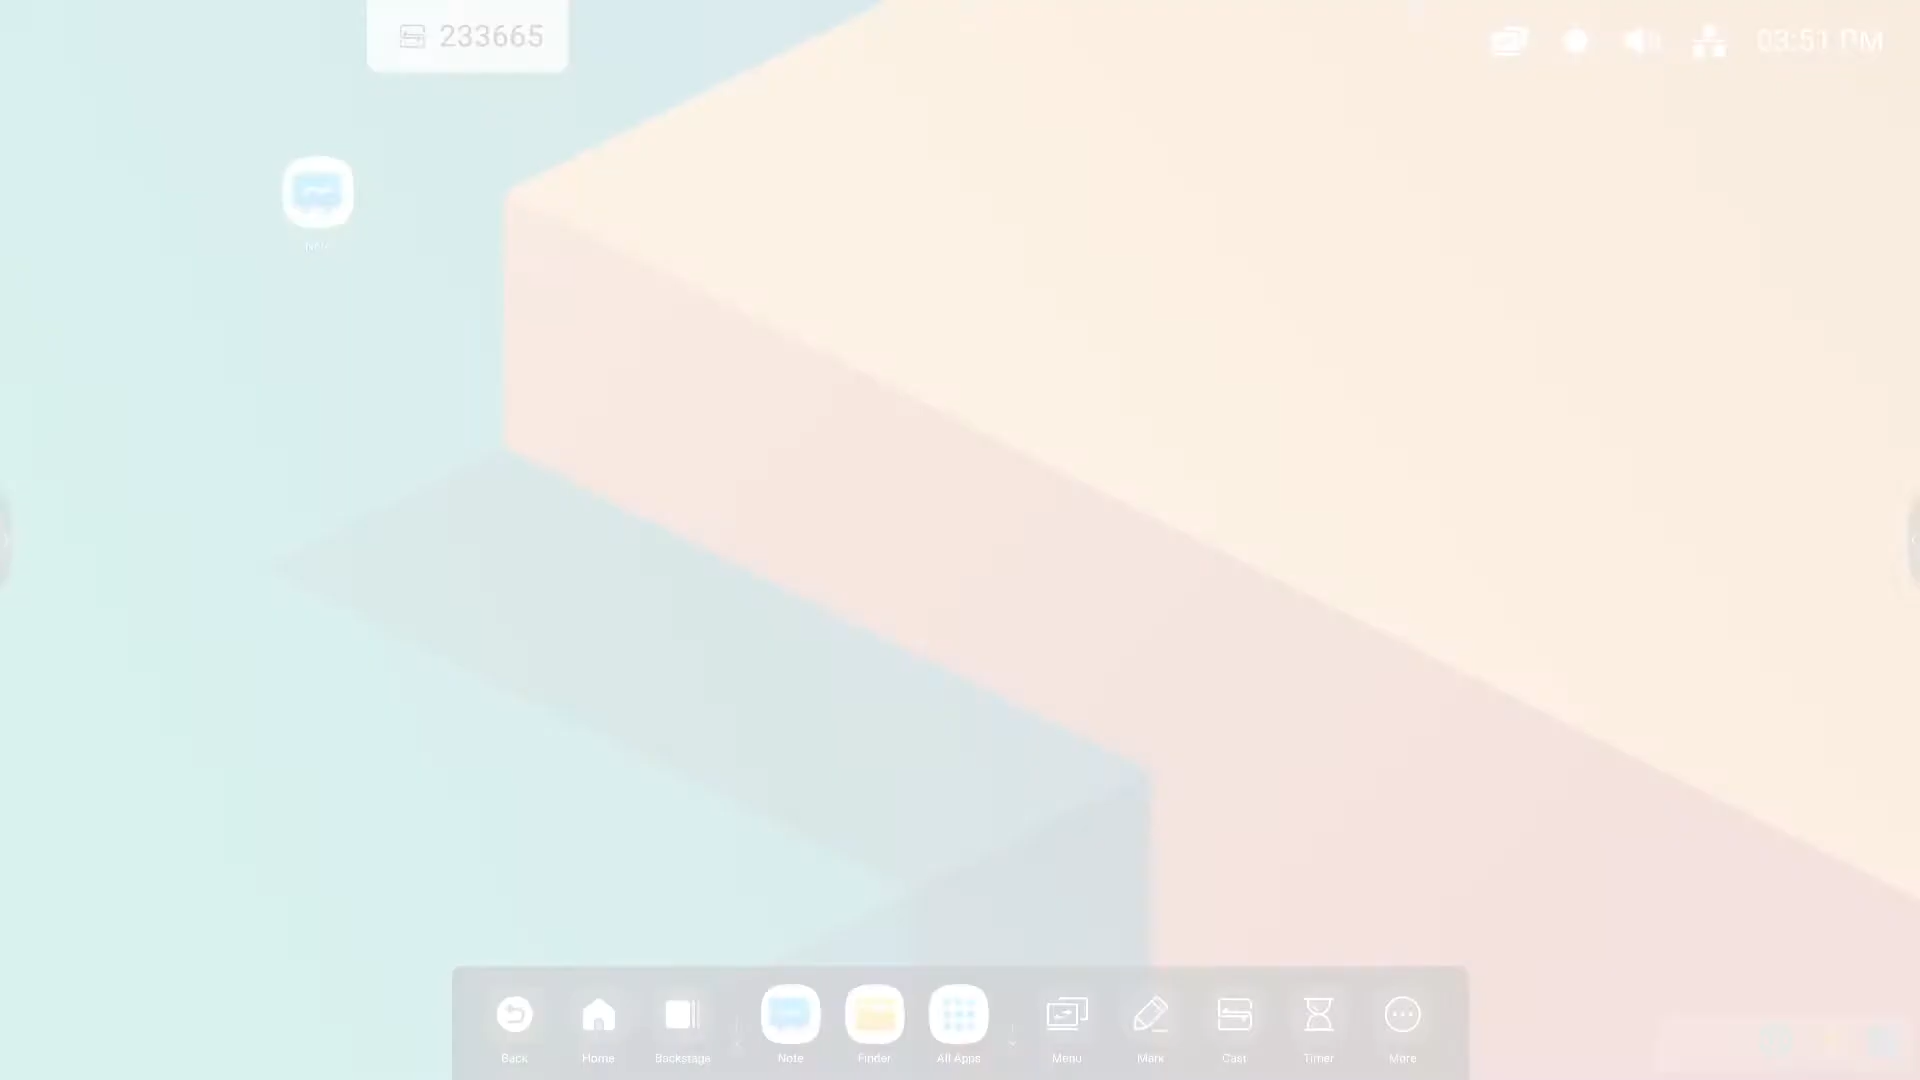 233665
03:51 PM
Back
Home
Backstage
Note
Finder
All Apps
Menu
Mark
Cast
Timer
More